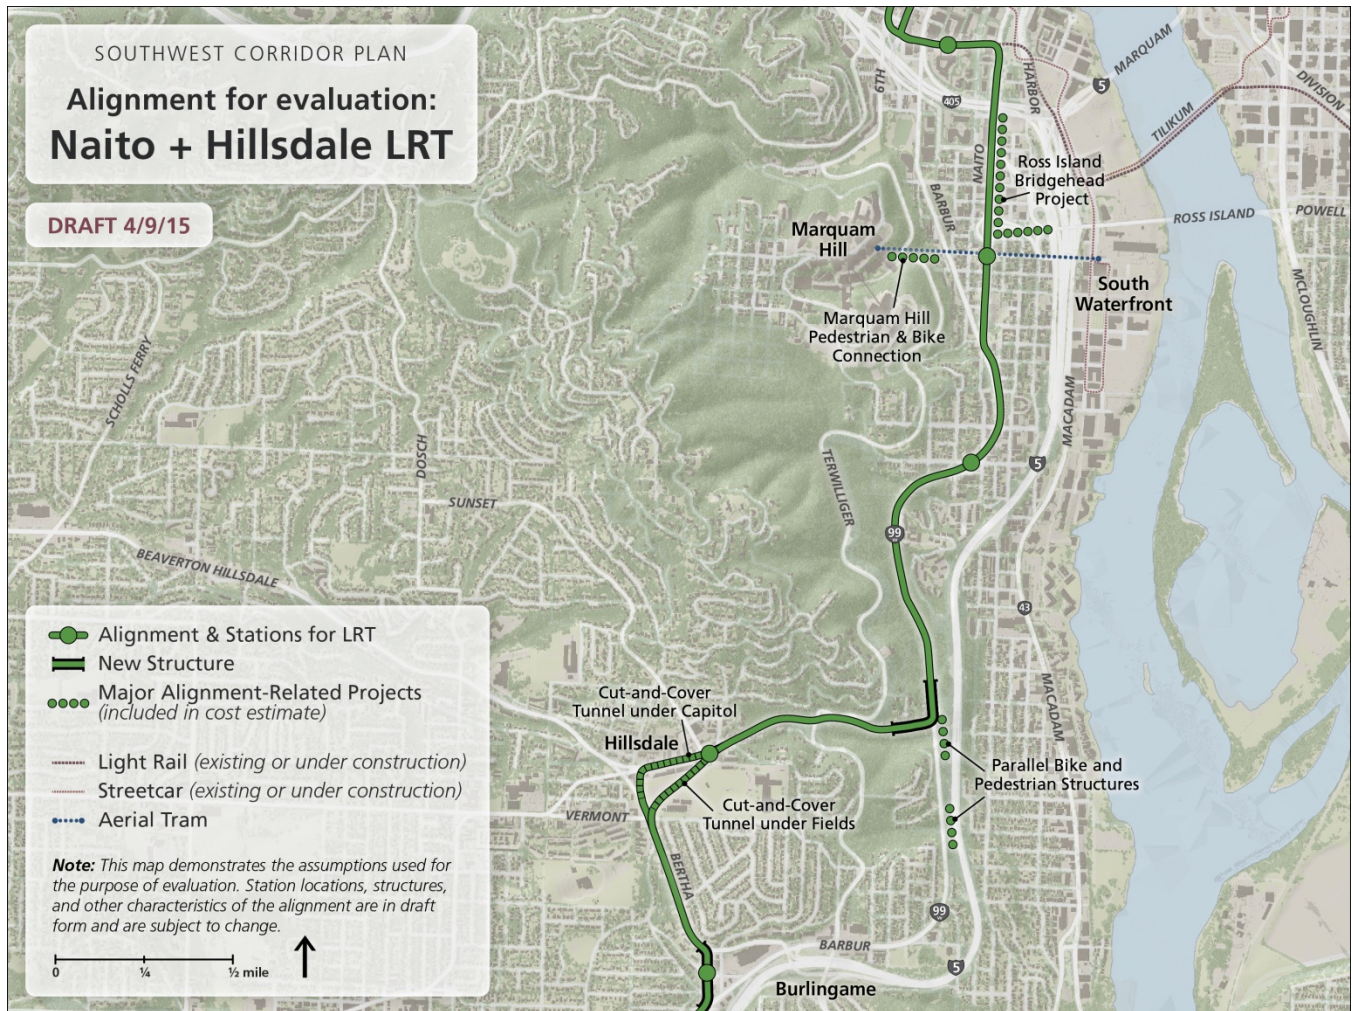 SOUTHWEST CORRIDOR PLAN
Alignment for evaluation:
Naito + Hillsdale LRT
DRAFT 4/9/15
6TH
405
HARBOR
5
MARQUAM
DIVISION
TILIKUM
NAITO
BARBUR
Ross Island
Bridgehead
Project
ROSS ISLAND
POWELL
Marquam
Hill
South
Waterfront
MCLOUGHLIN
Marquam Hill
Pedestrian & Bike
Connection
SCHOLLS FERRY
DOSCH
SUNSET
TERWILLIGER
MACADAM
5
99
BEAVERTON HILLSDALE
43
MACADAM
Alignment & Stations for LRT
New Structure
Major Alignment-Related Projects
(included in cost estimate)
Light Rail (existing or under construction)
Streetcar (existing or under construction)
Aerial Tram
Note: This map demonstrates the assumptions used for
the purpose of evaluation. Station locations, structures,
and other characteristics of the alignment are in draft
form and are subject to change.
0
¼
½ mile
Cut-and-Cover
Tunnel under Capitol
Hillsdale
Parallel Bike and
Pedestrian Structures
Cut-and-Cover
Tunnel under Fields
VERMONT
BERTHA
99
BARBUR
5
Burlingame